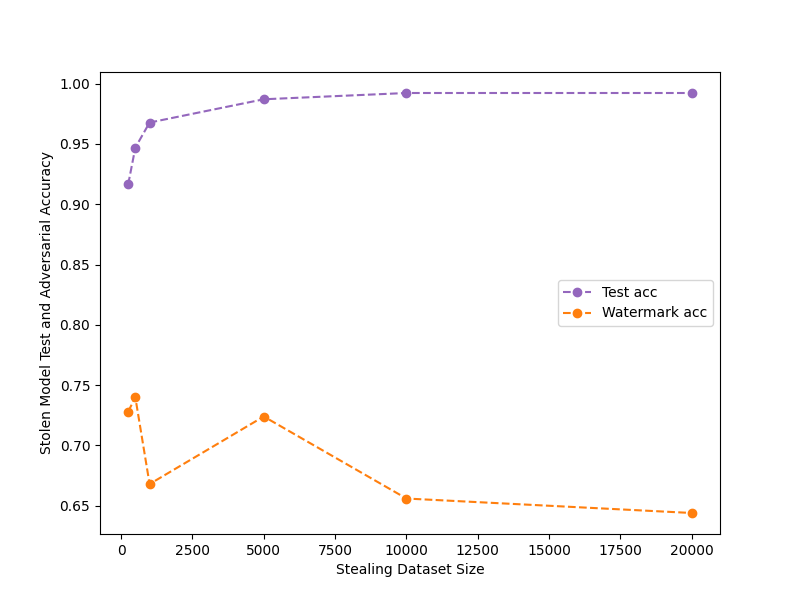 1.00
0.95
0.90
0.85
0.80
0.75
0.70
0.65
Stolen Model Test and Adversarial Accuracy
Test acc
Watermark acc
0 2500 5000 7500 10000 12500 15000 17500 20000
Stealing Dataset Size